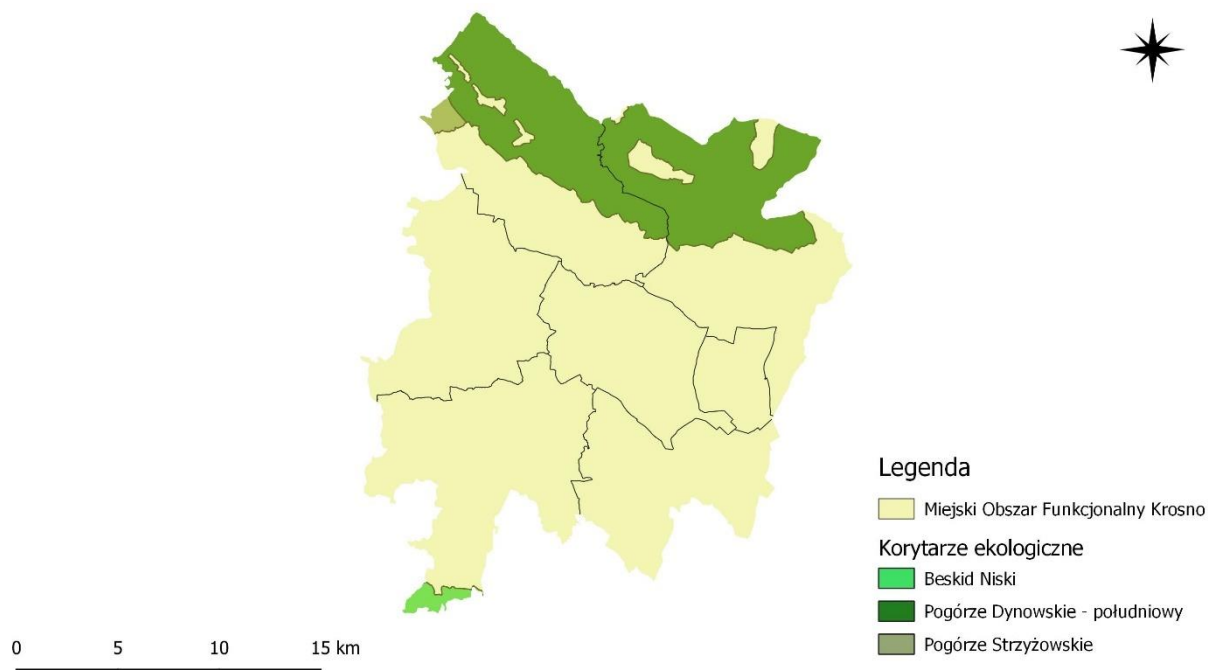 Legenda
Miejski Obszar Funkcjonalny Krosno
Korytarze ekologiczne
Beskid Niski
Pogórze Dynowskie - południowy
Pogórze Strzyżowskie
0 5 10 15 km